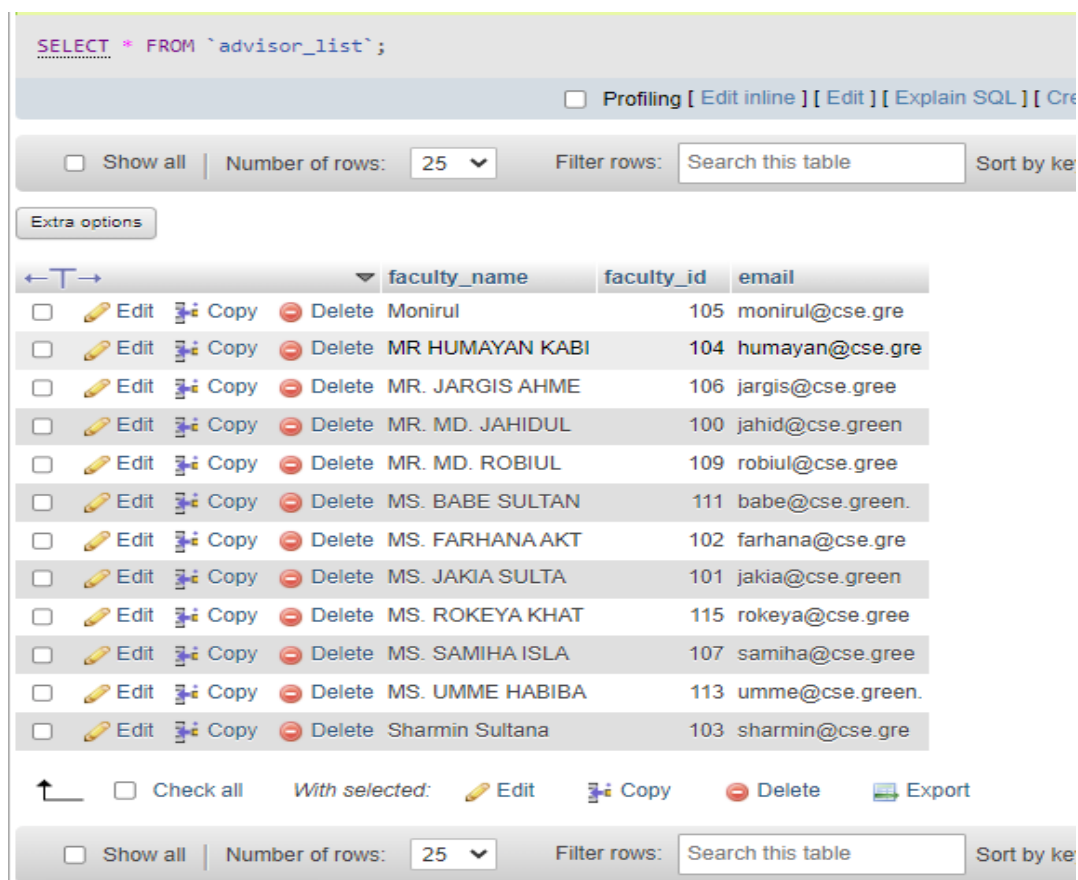 SELECT * FROM `advisor_list`;
Profiling [ Edit inline ] [ Edit ] [ Explain SQL ] [ Cre
Show all | Number of rows: 25 Filter rows: Search this table Sort by ke
Extra options
faculty_name faculty_id email
Edit Copy Delete Monirul 105 monirul@cse.gre
Edit Copy Delete MR HUMAYAN KABI 104 humayan@cse.gre
Edit Copy Delete MR. JARGIS AHME 106 jargis@cse.gree
Edit Copy Delete MR. MD. JAHIDUL 100 jahid@cse.green
Edit Copy Delete MR. MD. ROBIUL 109 robiul@cse.gree
Edit Copy Delete MS. BABE SULTAN 111 babe@cse.green.
Edit Copy Delete MS. FARHANA AKT 102 farhana@cse.gre
Edit Copy Delete MS. JAKIA SULTA 101 jakia@cse.green
Edit Copy Delete MS. ROKEYA KHAT 115 rokeya@cse.gree
Edit Copy Delete MS. SAMIHA ISLA 107 samiha@cse.gree
Edit Copy Delete MS. UMME HABIBA 113 umme@cse.green.
Edit Copy Delete Sharmin Sultana 103 sharmin@cse.gre
Check all With selected: Edit Copy Delete Export
Show all | Number of rows: 25 Filter rows: Search this table Sort by ke